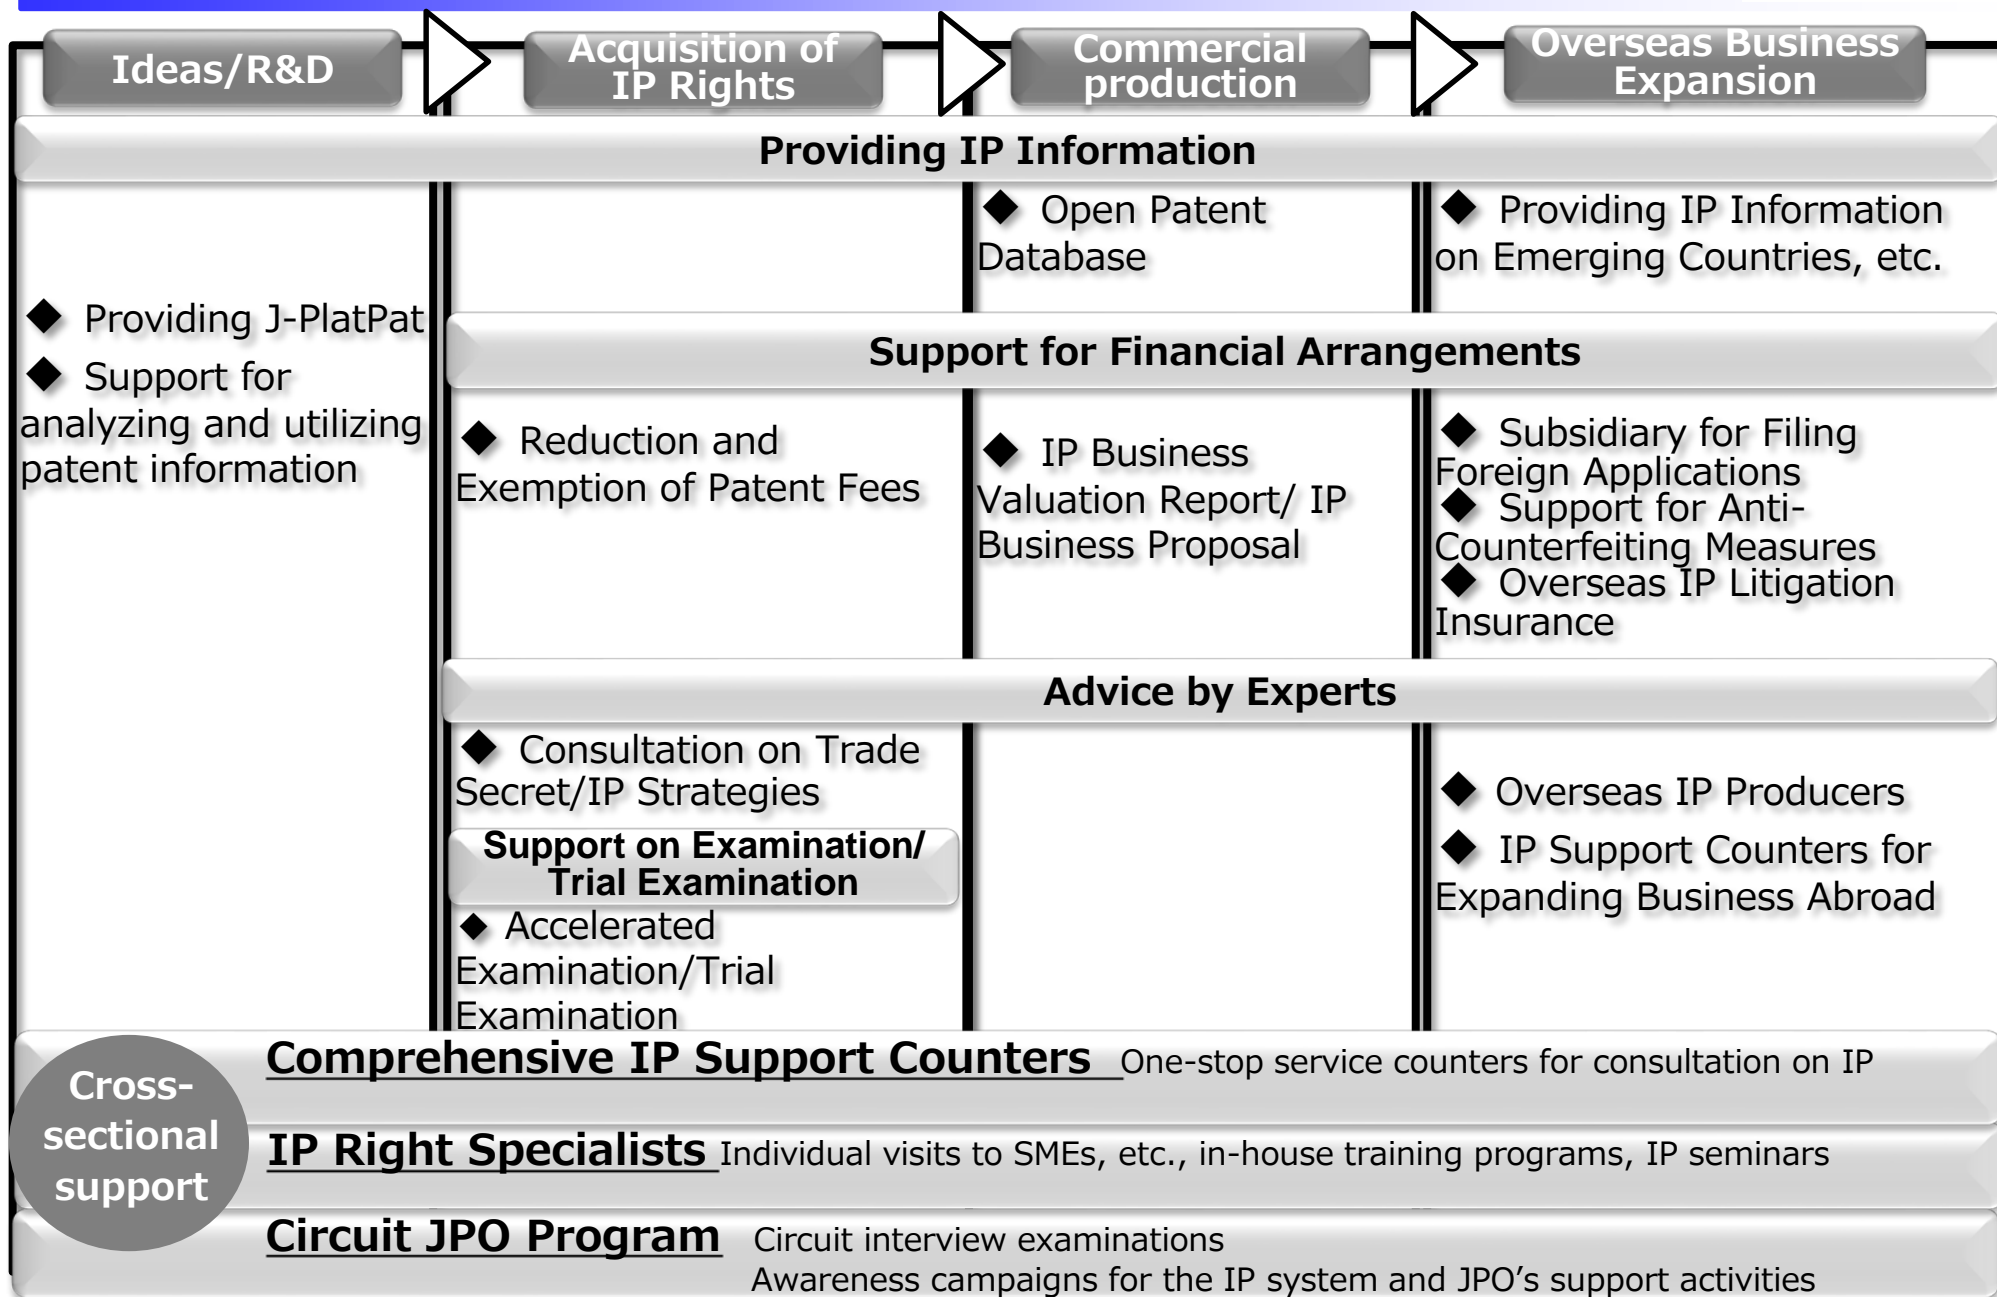 Ideas/R&D
Acquisition of
IP Rights
Commercial
production
Overseas Business
Expansion
Providing IP Information
◆ Providing J-PlatPat
◆ Support for
analyzing and utilizing
patent information
◆ Open Patent
Database
◆ Providing IP Information
on Emerging Countries, etc.
Support for Financial Arrangements
◆ Reduction and
Exemption of Patent Fees
◆ IP Business
Valuation Report/ IP
Business Proposal
◆ Subsidiary for Filing
Foreign Applications
◆ Support for Anti-
Counterfeiting Measures
◆ Overseas IP Litigation
Insurance
Advice by Experts
◆ Consultation on Trade
Secret/IP Strategies
Support on Examination/
Trial Examination
◆ Accelerated
Examination/Trial
Examination
◆ Overseas IP Producers
◆ IP Support Counters for
Expanding Business Abroad
Cross-
sectional
support
Comprehensive IP Support Counters One-stop service counters for consultation on IP
IP Right Specialists Individual visits to SMEs, etc., in-house training programs, IP seminars
Circuit JPO Program Circuit interview examinations
Awareness campaigns for the IP system and JPO's support activities